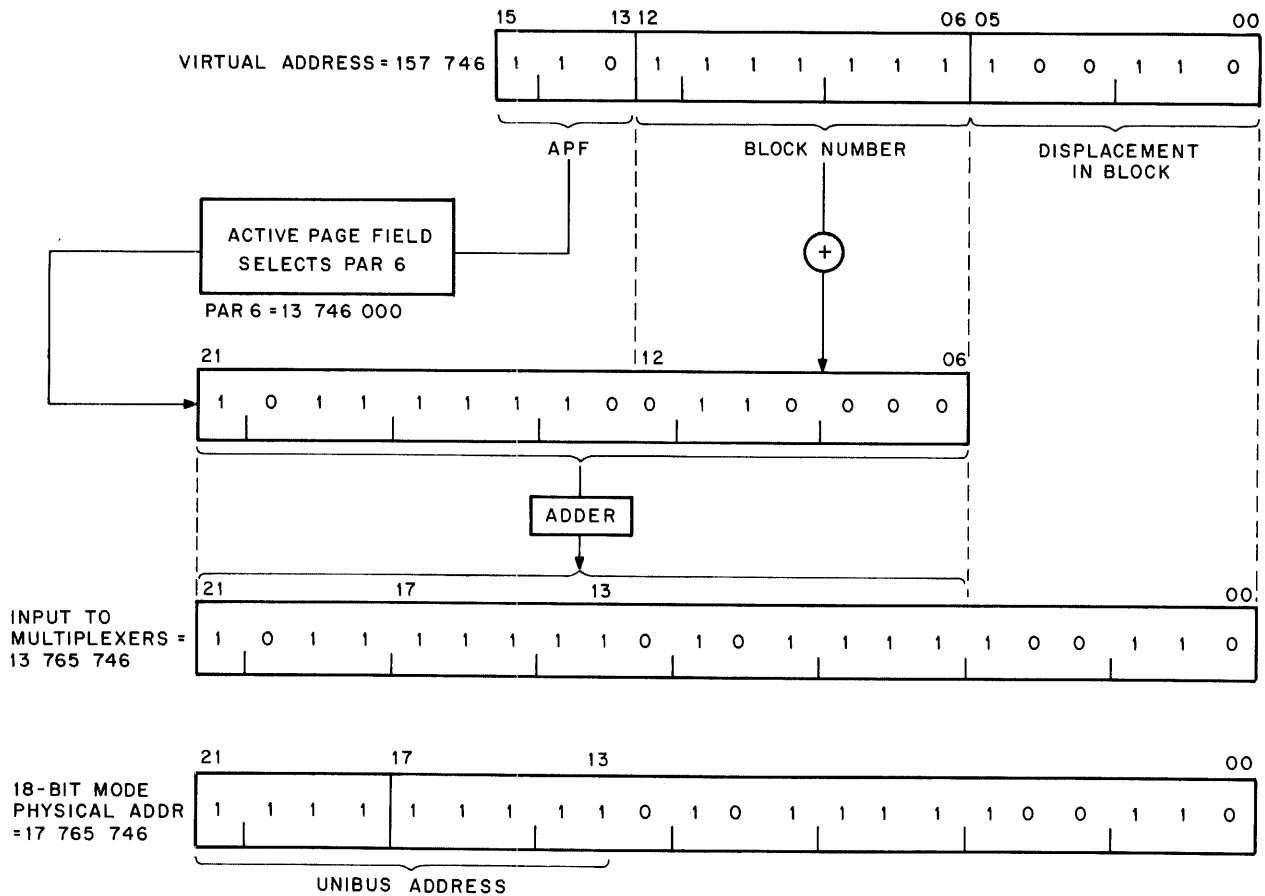 15 13 12 06 05 00
VIRTUAL ADDRESS = 157 746 1 1 0 1 1 1 1 1 1 1 1 0 0 1 1 0
APF
BLOCK NUMBER
DISPLACEMENT
IN BLOCK
ACTIVE PAGE FIELD
SELECTS PAR 6
+
PAR 6 = 13 746 000
21 12 06
1 0 1 1 1 1 1 1 0 0 1 1 0 0 0 0
ADDER
21 17 13 00
INPUT TO
MULTIPLEXERS =
13 765 746
1 0 1 1 1 1 1 1 1 0 1 0 1 1 1 1 1 0 0 1 1 0
21 17 13 00
18-BIT MODE
PHYSICAL ADDR
=17 765 746
1 1 1 1 1 1 1 1 1 0 1 0 1 1 1 1 1 0 0 1 1 0
UNIBUS ADDRESS